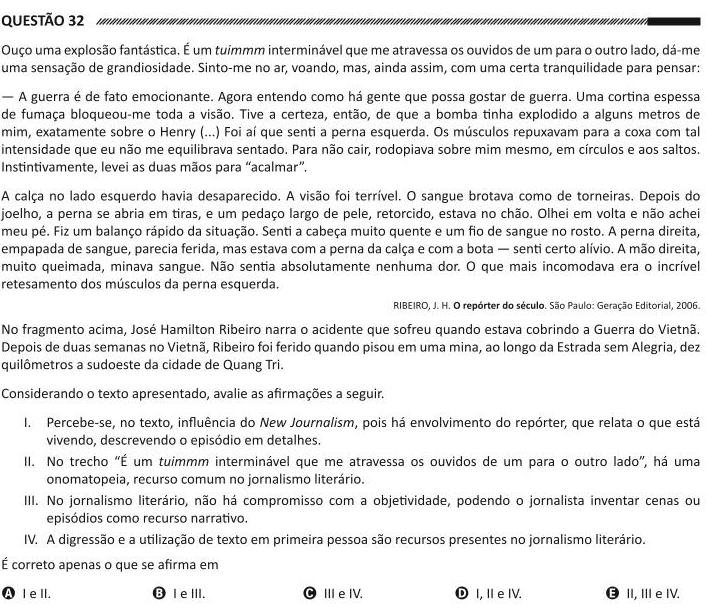 QUESTÃO 32
Ouço uma explosão fantástica. É um tuimmm interminável que me atravessa os ouvidos de um para o outro lado, dá-me
uma sensação de grandiosidade. Sinto-me no ar, voando, mas, ainda assim, com uma certa tranquilidade para pensar:
— A guerra é de fato emocionante. Agora entendo como há gente que possa gostar de guerra. Uma cortina espessa
de fumaça bloqueou-me toda a visão. Tive a certeza, então, de que a bomba tinha explodido a alguns metros de
mim, exatamente sobre o Henry (...) Foi aí que senti a perna esquerda. Os músculos repuxavam para a coxa com tal
intensidade que eu não me equilibrava sentado. Para não cair, rodopiava sobre mim mesmo, em círculos e aos saltos.
Instintivamente, levei as duas mãos para “acalmar”.
A calça no lado esquerdo havia desaparecido. A visão foi terrível. O sangue brotava como de torneiras. Depois do
joelho, a perna se abria em tiras, e um pedaço largo de pele, retorcido, estava no chão. Olhei em volta e não achei
meu pé. Fiz um balanço rápido da situação. Senti a cabeça muito quente e um fio de sangue no rosto. A perna direita,
empapada de sangue, parecia ferida, mas estava com a perna da calça e com a bota — senti certo alívio. A mão direita,
muito queimada, minava sangue. Não sentia absolutamente nenhuma dor. O que mais incomodava era o incrível
retesamento dos músculos da perna esquerda.
RIBEIRO, J. H. O repórter do século. São Paulo: Geração Editorial, 2006.
No fragmento acima, José Hamilton Ribeiro narra o acidente que sofreu quando estava cobrindo a Guerra do Vietnã.
Depois de duas semanas no Vietnã, Ribeiro foi ferido quando pisou em uma mina, ao longo da Estrada sem Alegria, dez
quilômetros a sudoeste da cidade de Quang Tri.
Considerando o texto apresentado, avalie as afirmações a seguir.
I. Percebe-se, no texto, influência do New Journalism, pois há envolvimento do repórter, que relata o que está
vivendo, descrevendo o episódio em detalhes.
II. No trecho “É um tuimmm interminável que me atravessa os ouvidos de um para o outro lado”, há uma
onomatopeia, recurso comum no jornalismo literário.
III. No jornalismo literário, não há compromisso com a objetividade, podendo o jornalista inventar cenas ou
episódios como recurso narrativo.
IV. A digressão e a utilização de texto em primeira pessoa são recursos presentes no jornalismo literário.
É correto apenas o que se afirma em
A I e II. B I e III. C III e IV. D I, II e IV. E II, III e IV.